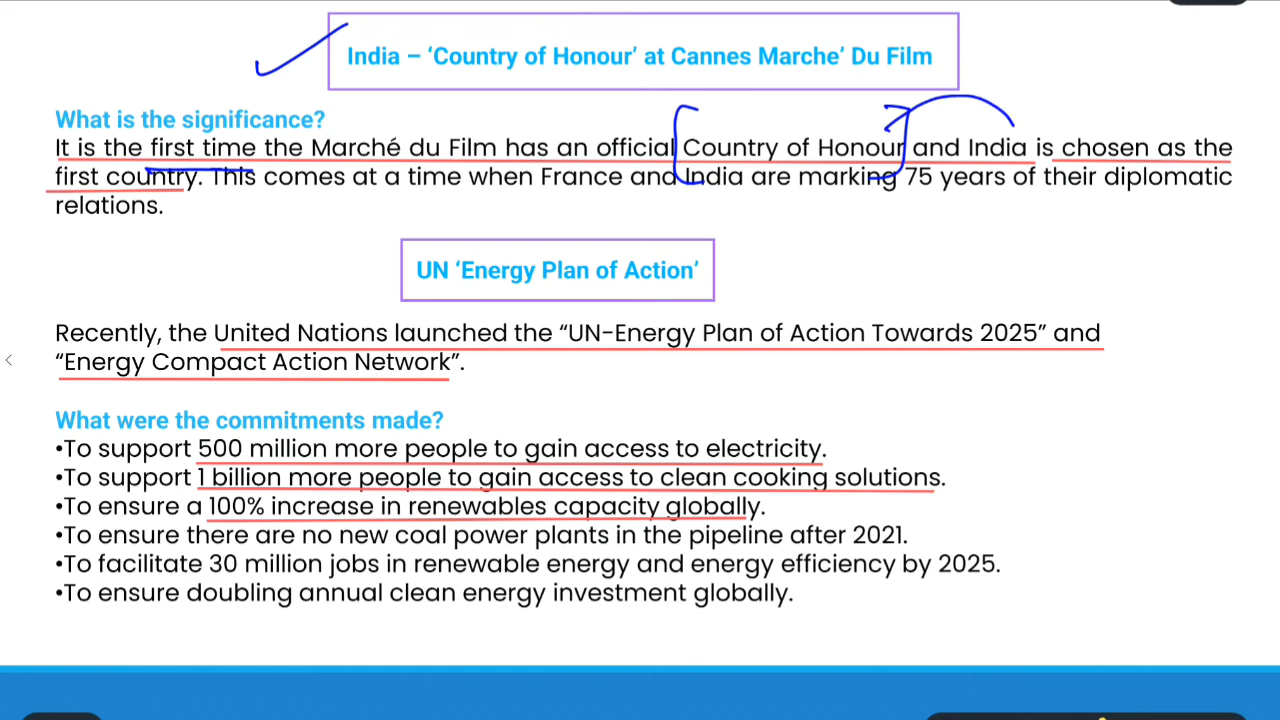 India – ‘Country of Honour’ at Cannes Marche’ Du Film
What is the significance?
It is the first time the Marché du Film has an official Country of Honour and India is chosen as the
first country. This comes at a time when France and India are marking 75 years of their diplomatic
relations.
UN ‘Energy Plan of Action’
Recently, the United Nations launched the “UN-Energy Plan of Action Towards 2025” and
“Energy Compact Action Network”.
What were the commitments made?
•To support 500 million more people to gain access to electricity.
•To support 1 billion more people to gain access to clean cooking solutions.
•To ensure a 100% increase in renewables capacity globally.
•To ensure there are no new coal power plants in the pipeline after 2021.
•To facilitate 30 million jobs in renewable energy and energy efficiency by 2025.
•To ensure doubling annual clean energy investment globally.